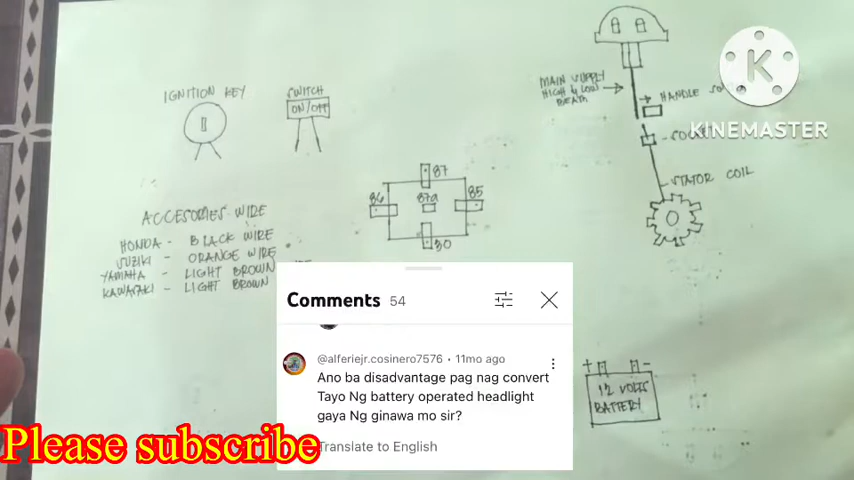 IGNITION KEY
SWITCH
ON/OFF
MAIN SUPPLY
HIGH & LOW
BEAM
HANDLE
SOCKET
STATOR COIL
KINEMASTER
87
86
87a
85
30
ACCESORIES WIRE
HONDA - BLACK WIRE
SUZIKI - ORANGE WIRE
YAMAHA - LIGHT BROWN
KAWASAKI - LIGHT BROWN
+ -
12 VOLTS
BATTERY
Comments 54
@alferiejr.cosinero7576 • 11mo ago
Ano ba disadvantage pag nag convert
Tayo Ng battery operated headlight
gaya Ng ginawa mo sir?
Translate to English
Please subscribe